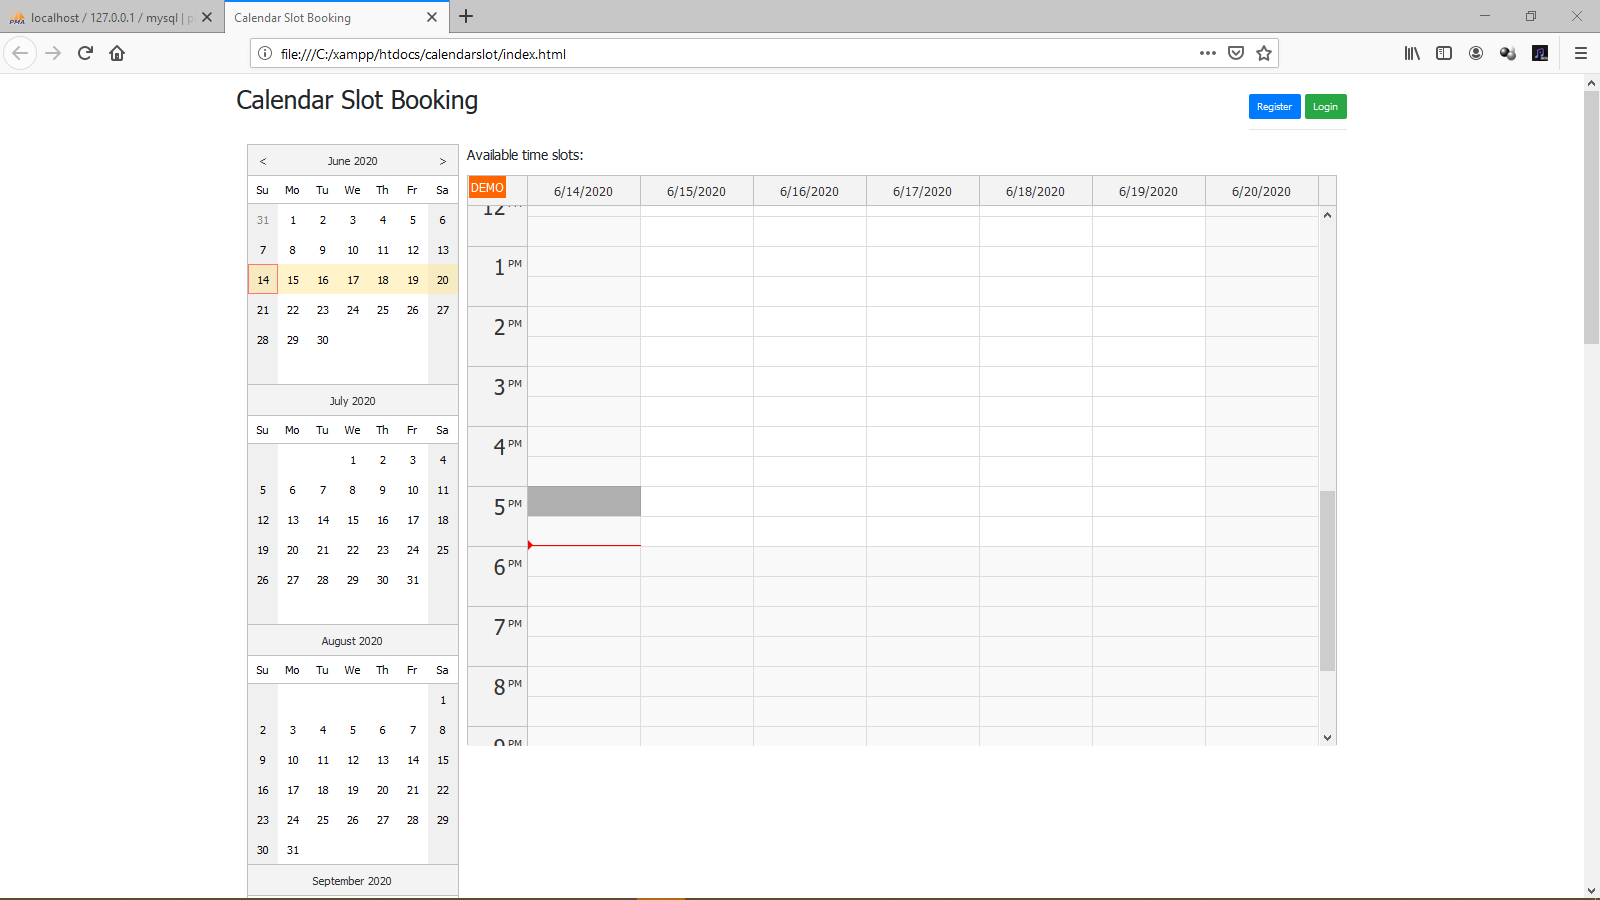 localhost / 127.0.0.1 / mysql | p
Calendar Slot Booking
file:///C:/xampp/htdocs/calendarslot/index.html
Calendar Slot Booking
Register Login
< June 2020 >
Su Mo Tu We Th Fr Sa
31 1 2 3 4 5 6
7 8 9 10 11 12 13
14 15 16 17 18 19 20
21 22 23 24 25 26 27
28 29 30
July 2020
Su Mo Tu We Th Fr Sa
1 2 3 4
5 6 7 8 9 10 11
12 13 14 15 16 17 18
19 20 21 22 23 24 25
26 27 28 29 30 31
August 2020
Su Mo Tu We Th Fr Sa
1
2 3 4 5 6 7 8
9 10 11 12 13 14 15
16 17 18 19 20 21 22
23 24 25 26 27 28 29
30 31
September 2020
Available time slots:
DEMO 6/14/2020 6/15/2020 6/16/2020 6/17/2020 6/18/2020 6/19/2020 6/20/2020
12 PM
1 PM
2 PM
3 PM
4 PM
5 PM
6 PM
7 PM
8 PM
9 PM